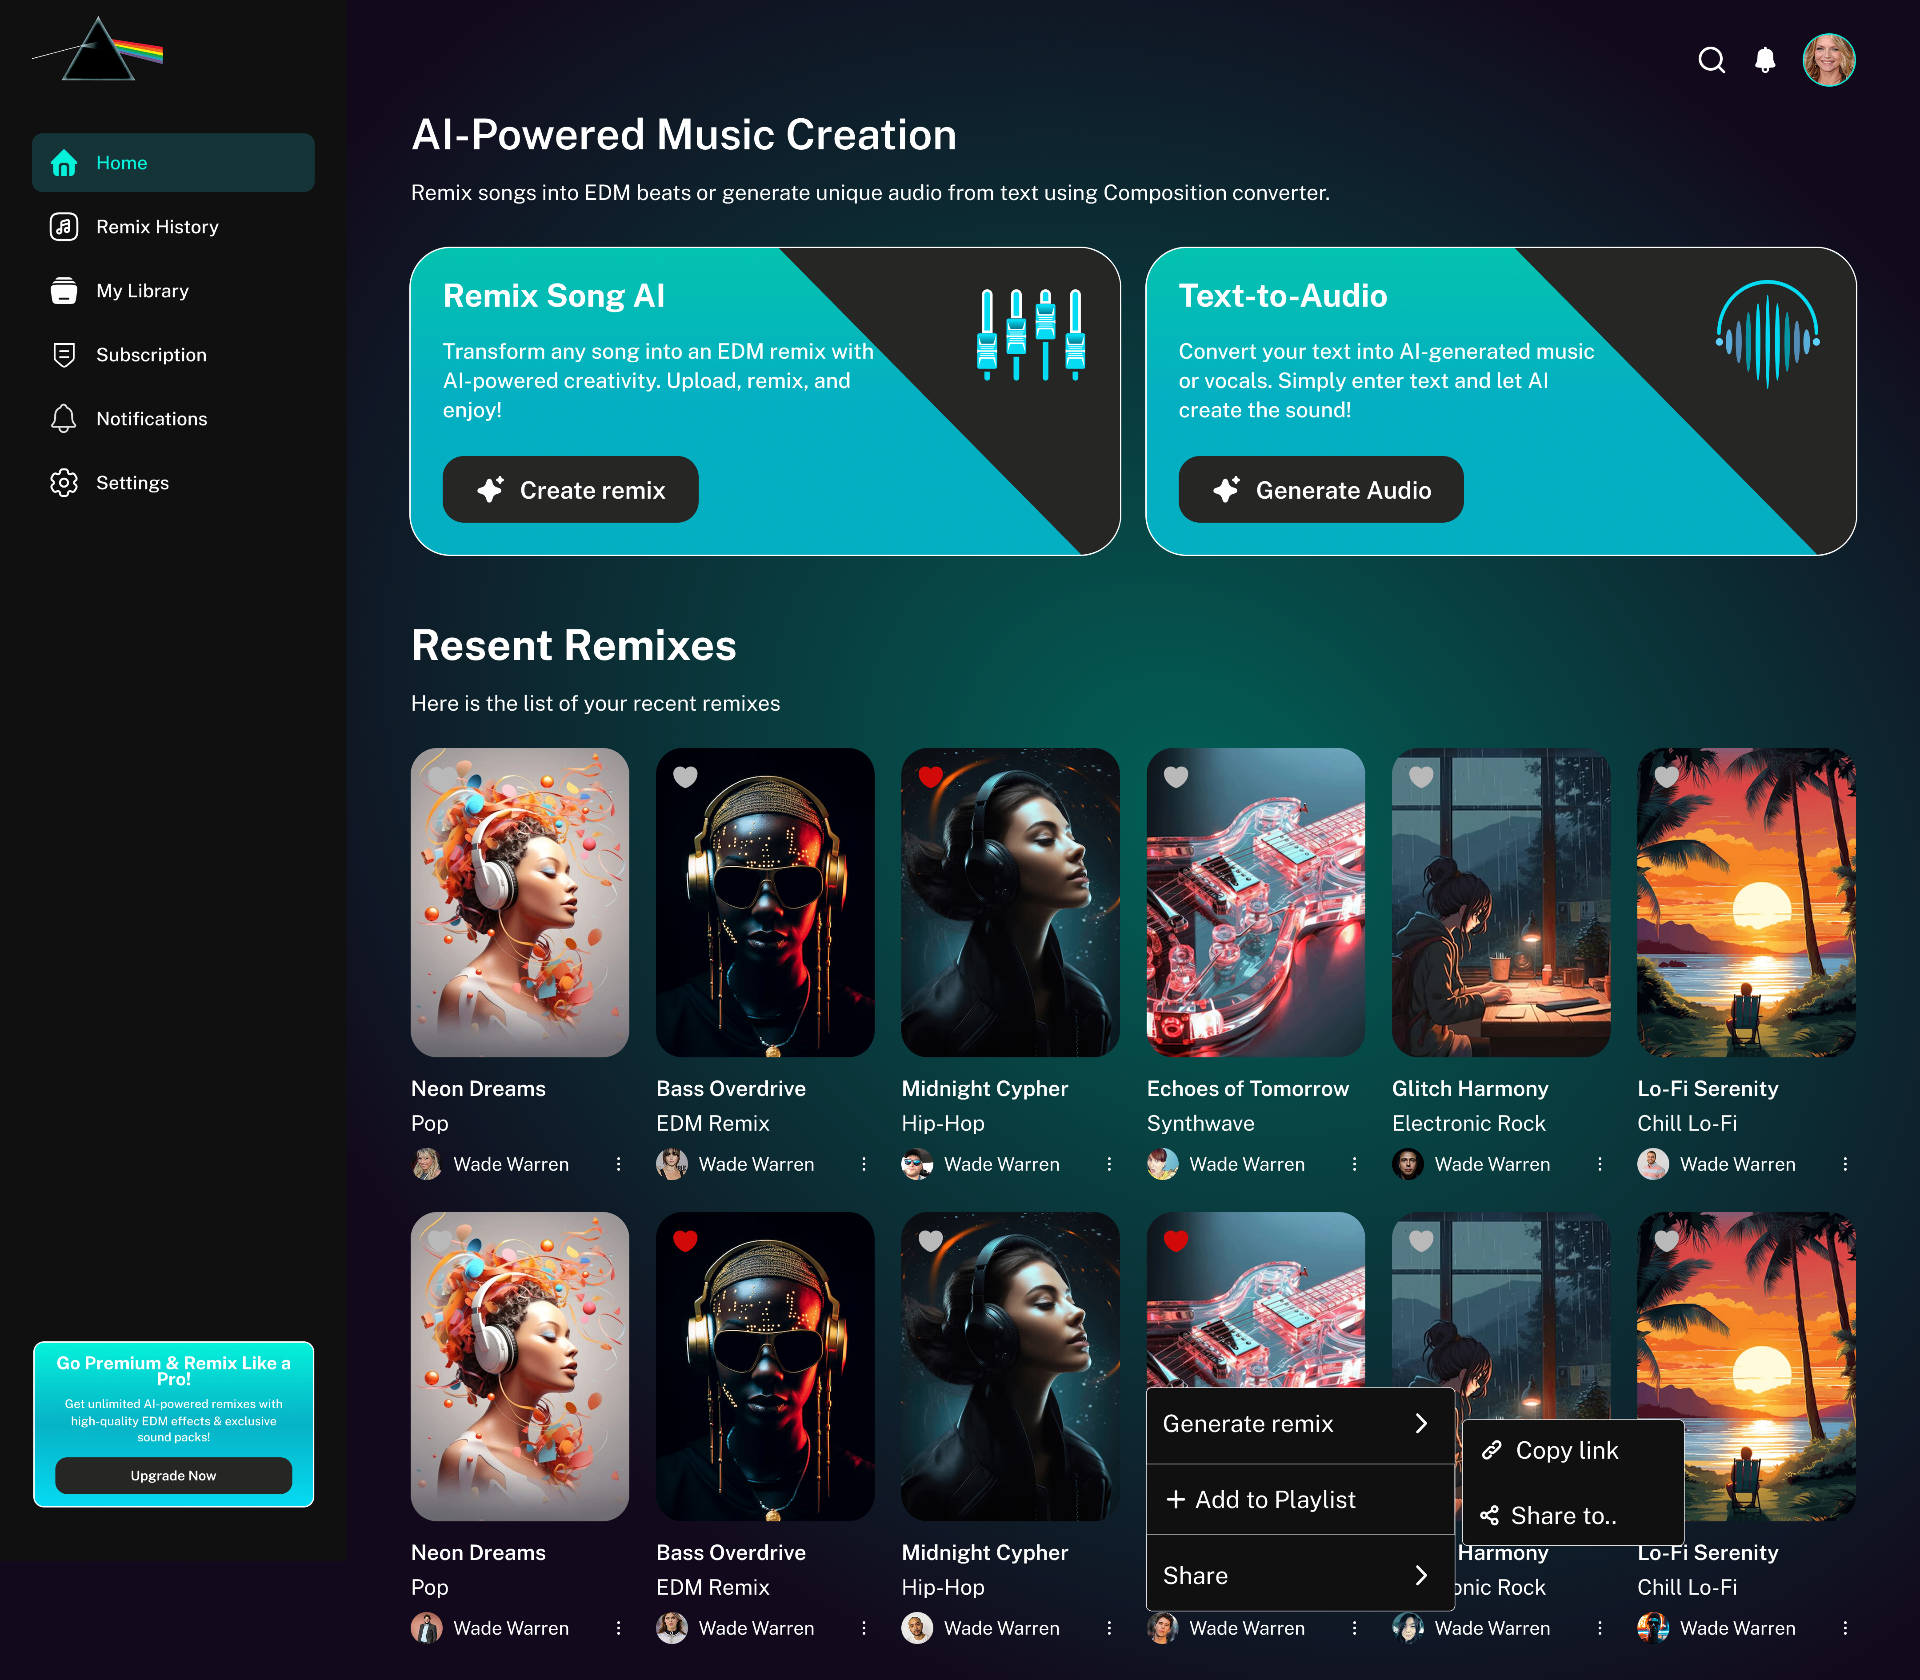 Home
Remix History
My Library
Subscription
Notifications
Settings
Go Premium & Remix Like a
Pro!
Get unlimited AI-powered remixes with
high-quality EDM effects & exclusive
sound packs!
Upgrade Now
AI-Powered Music Creation
Remix songs into EDM beats or generate unique audio from text using Composition converter.
Remix Song AI
Transform any song into an EDM remix with
AI-powered creativity. Upload, remix, and
enjoy!
Create remix
Text-to-Audio
Convert your text into AI-generated music
or vocals. Simply enter text and let AI
create the sound!
Generate Audio
Resent Remixes
Here is the list of your recent remixes
Neon Dreams
Pop
Wade Warren
Bass Overdrive
EDM Remix
Wade Warren
Midnight Cypher
Hip-Hop
Wade Warren
Echoes of Tomorrow
Synthwave
Wade Warren
Glitch Harmony
Electronic Rock
Wade Warren
Lo-Fi Serenity
Chill Lo-Fi
Wade Warren
Neon Dreams
Pop
Wade Warren
Bass Overdrive
EDM Remix
Wade Warren
Midnight Cypher
Hip-Hop
Wade Warren
Generate remix
Add to Playlist
Share
Wade Warren
Copy link
Share to..
Harmony
onic Rock
Wade Warren
Lo-Fi Serenity
Chill Lo-Fi
Wade Warren